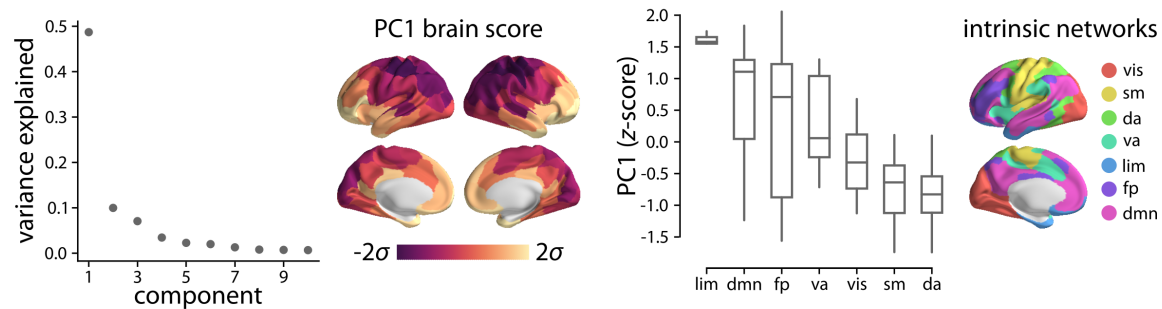 variance explained
0.5
0.4
0.3
0.2
0.1
0.0
1
3
5
7
9
component
PC1 brain score
-2σ
2σ
PC1 (z-score)
2.0
1.5
1.0
0.5
0.0
-0.5
-1.0
-1.5
lim
dmn
fp
va
vis
sm
da
intrinsic networks
vis
sm
da
va
lim
fp
dmn